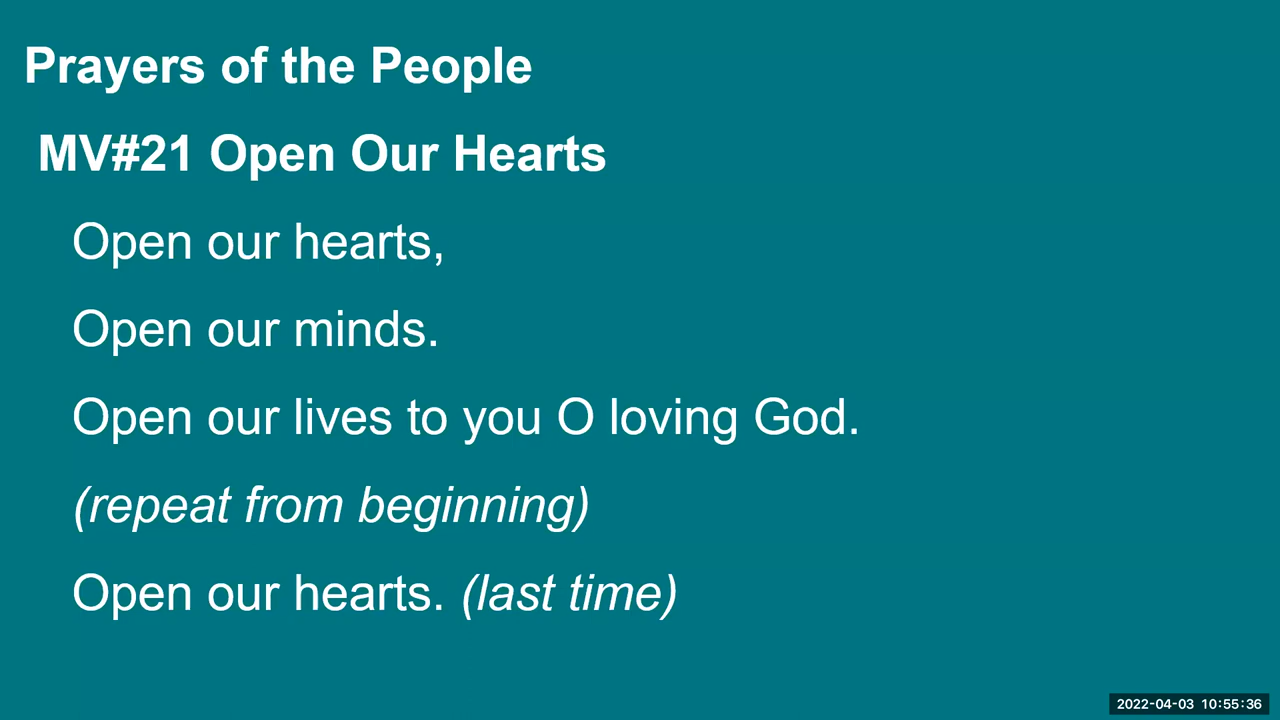 Prayers of the People
MV#21 Open Our Hearts
Open our hearts,
Open our minds.
Open our lives to you O loving God.
(repeat from beginning)
Open our hearts. (last time)
2022-04-03 10:55:36